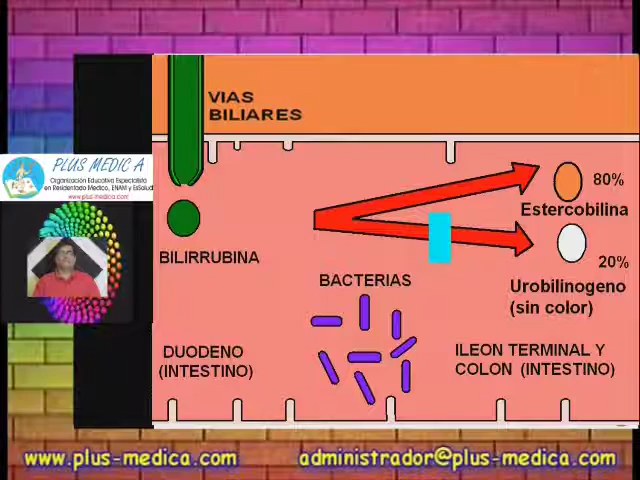 VIAS
BILIARES
PLUS MEDIC A
Organización Educativa Especialista
en Residentado Medico, ENAM y EsSalud
www.plus-medica.com
80%
Estercobilina
BILIRRUBINA
20%
BACTERIAS
Urobilinogeno
(sin color)
DUODENO
(INTESTINO)
ILEON TERMINAL Y
COLON (INTESTINO)
www.plus-medica.com
administrador@plus-medica.com